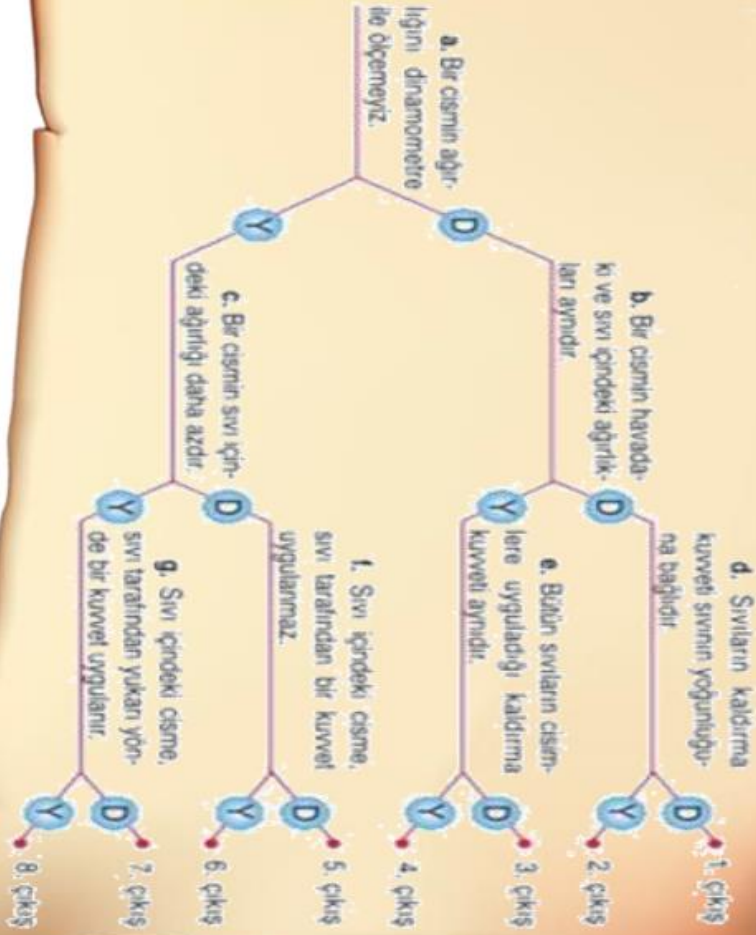 a. Bir cismin ağır-
lığını dinamometre
ile ölçemeyiz.
D
Y
b. Bir cismin havada-
ki ve sıvı içindeki ağırlık-
ları aynıdır.
D
Y
c. Bir cismin sıvı için-
deki ağırlığı daha azdır.
D
Y
d. Sıvıların kaldırma
kuvveti sıvının yoğunluğu-
na bağlıdır.
D
Y
e. Bütün sıvıların cisim-
lere uyguladığı kaldırma
kuvveti aynıdır.
D
Y
f. Sıvı içindeki cisme,
sıvı tarafından bir kuvvet
uygulanmaz.
D
Y
g. Sıvı içindeki cisme,
sıvı tarafından yukarı yön-
de bir kuvvet uygulanır.
D
Y
1. çıkış
2. çıkış
3. çıkış
4. çıkış
5. çıkış
6. çıkış
7. çıkış
8. çıkış